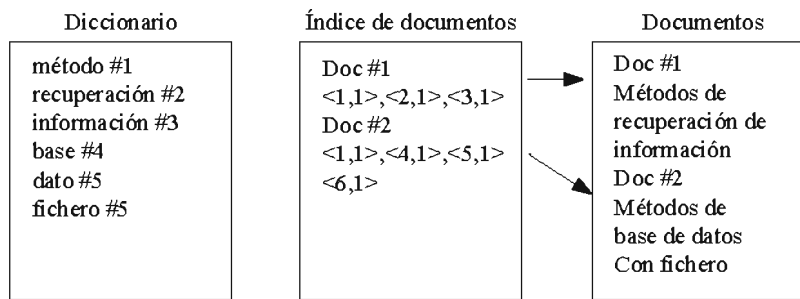 Diccionario
método #1
recuperación #2
información #3
base #4
dato #5
fichero #5
Índice de documentos
Doc #1
<1,1>,<2,1>,<3,1>
Doc #2
<1,1>,<4,1>,<5,1>
<6,1>
Documentos
Doc #1
Métodos de
recuperación de
información
Doc #2
Métodos de
base de datos
Con fichero